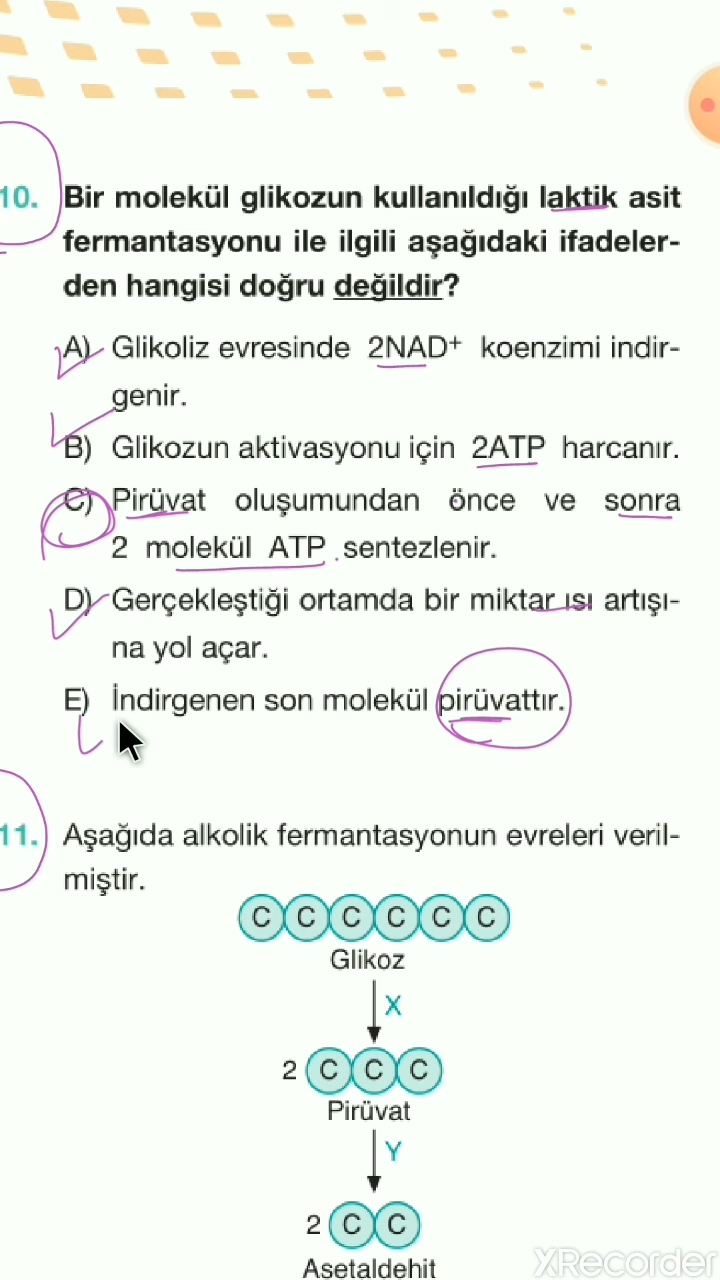 10. Bir molekül glikozun kullanıldığı laktik asit
fermantasyonu ile ilgili aşağıdaki ifadeler-
den hangisi doğru değildir?
A) Glikoliz evresinde 2NAD+ koenzimi indir-
genir.
B) Glikozun aktivasyonu için 2ATP harcanır.
C) Pirüvat oluşumundan önce ve sonra
2 molekül ATP sentezlenir.
D) Gerçekleştiği ortamda bir miktar ısı artışı-
na yol açar.
E) İndirgenen son molekül pirüvattır.
11. Aşağıda alkolik fermantasyonun evreleri veril-
miştir.
C C C C C C
Glikoz
X
2 C C C
Pirüvat
Y
2 C C
Asetaldehit
XRecorder